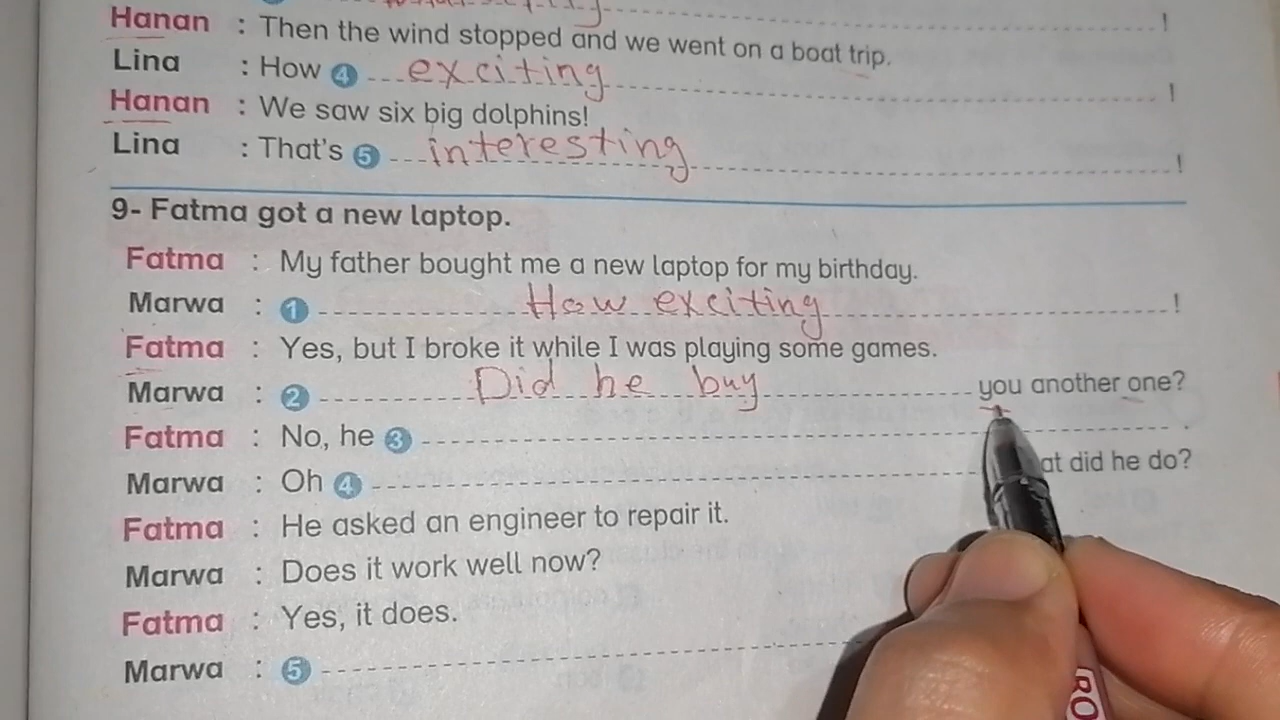 !
Hanan : Then the wind stopped and we went on a boat trip.
Lina : How 4 exciting !
Hanan : We saw six big dolphins!
Lina : That's 5 interesting !
9- Fatma got a new laptop.
Fatma : My father bought me a new laptop for my birthday.
Marwa : 1 How exciting !
Fatma : Yes, but I broke it while I was playing some games.
Marwa : 2 Did he buy you another one?
Fatma : No, he 3 .
Marwa : Oh 4 at did he do?
Fatma : He asked an engineer to repair it.
Marwa : Does it work well now?
Fatma : Yes, it does.
Marwa : 5
RO